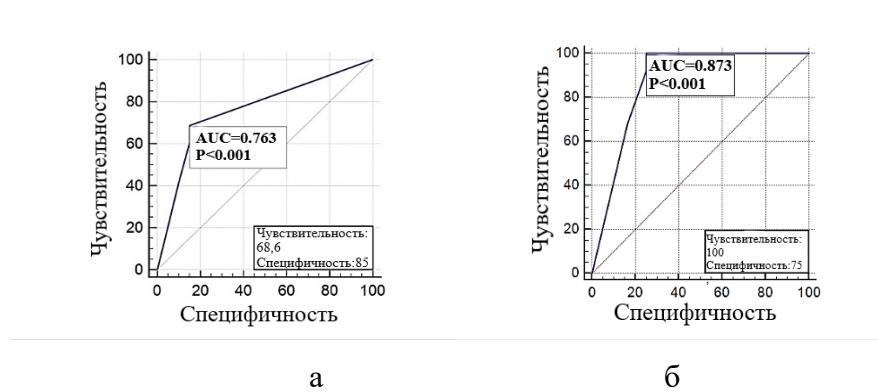 Чувствительность
100
80
60
40
20
0
AUC=0.763
P<0.001
Чувствительность:
68,6
Специфичность:85
0 20 40 60 80 100
Специфичность
а
Чувствительность
100
80
60
40
20
0
AUC=0.873
P<0.001
Чувствительность:
100
Специфичность:75
0 20 40 60 80 100
Специфичность
б